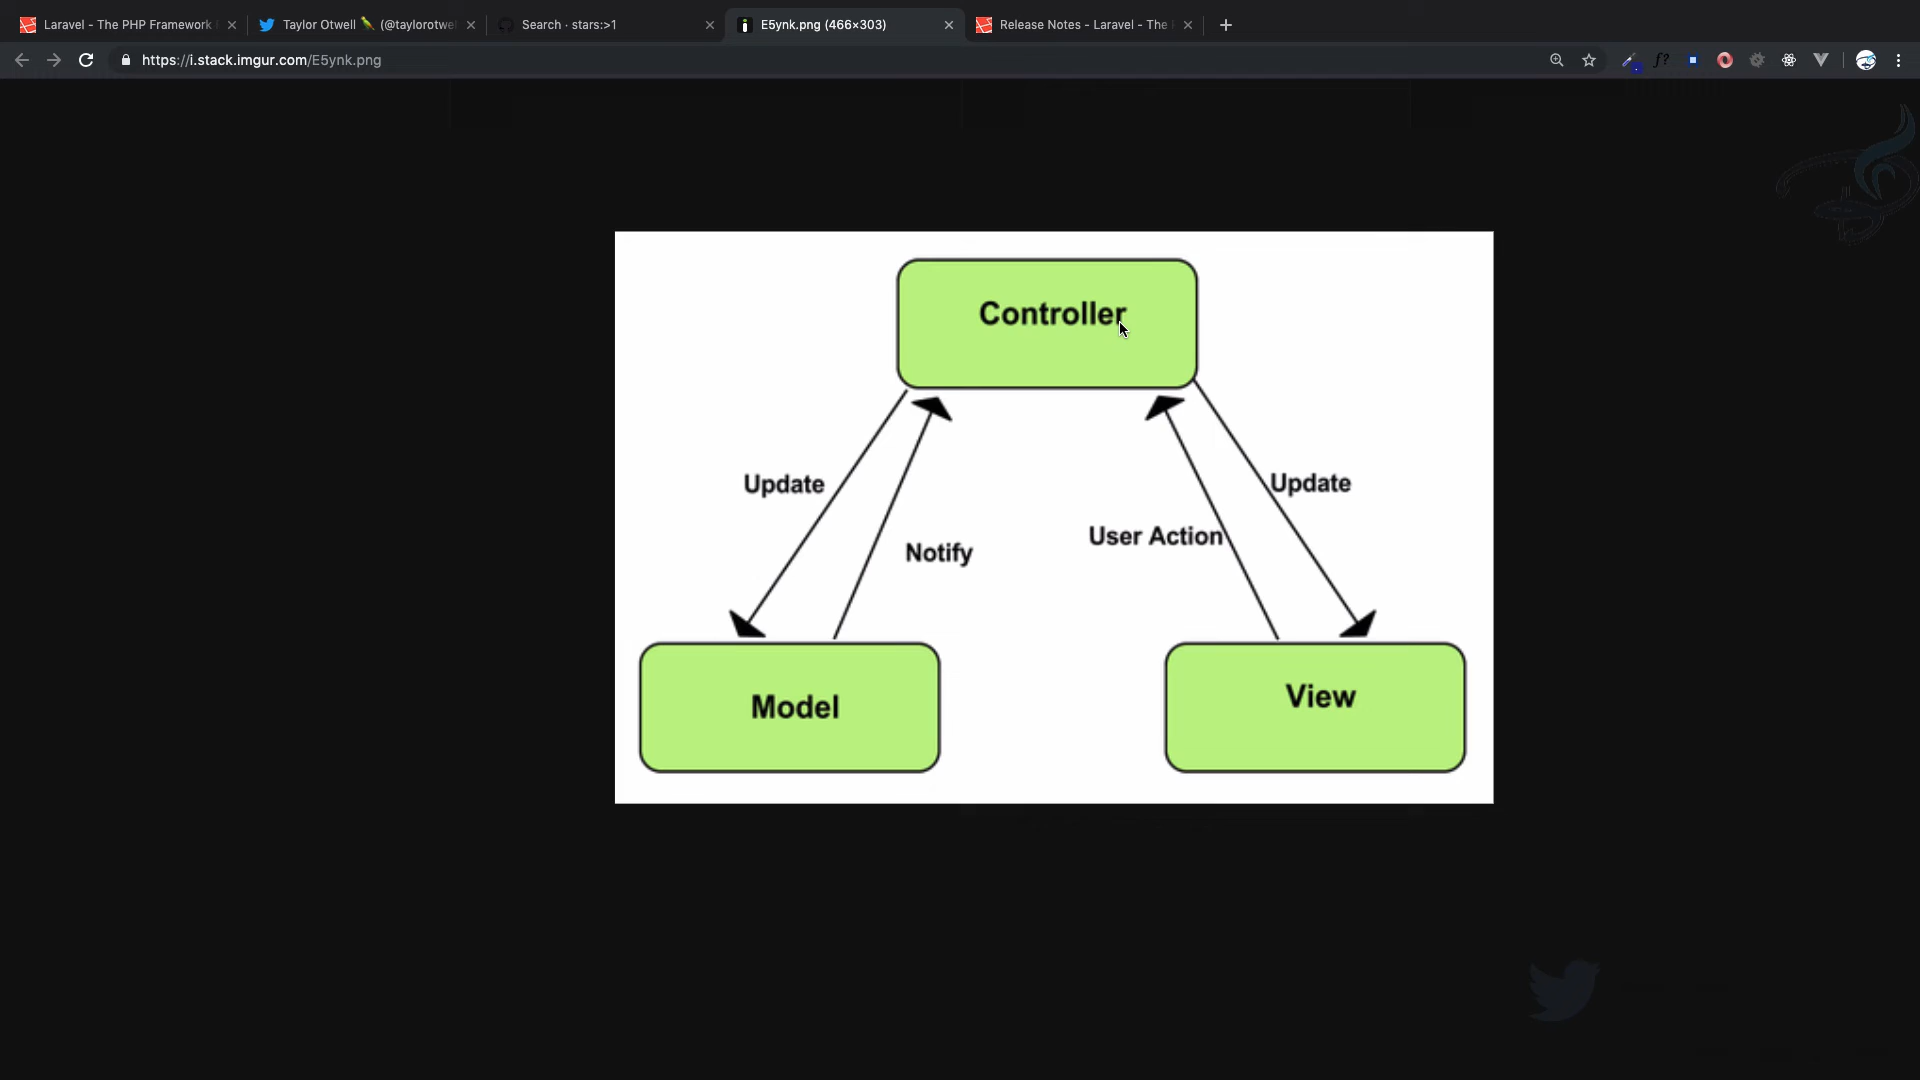 Laravel - The PHP Framework
Taylor Otwell (@taylorotwel
Search · stars:>1
E5ynk.png (466×303)
Release Notes - Laravel - The
https://i.stack.imgur.com/E5ynk.png
f?
Controller
Update
Update
User Action
Notify
View
Model